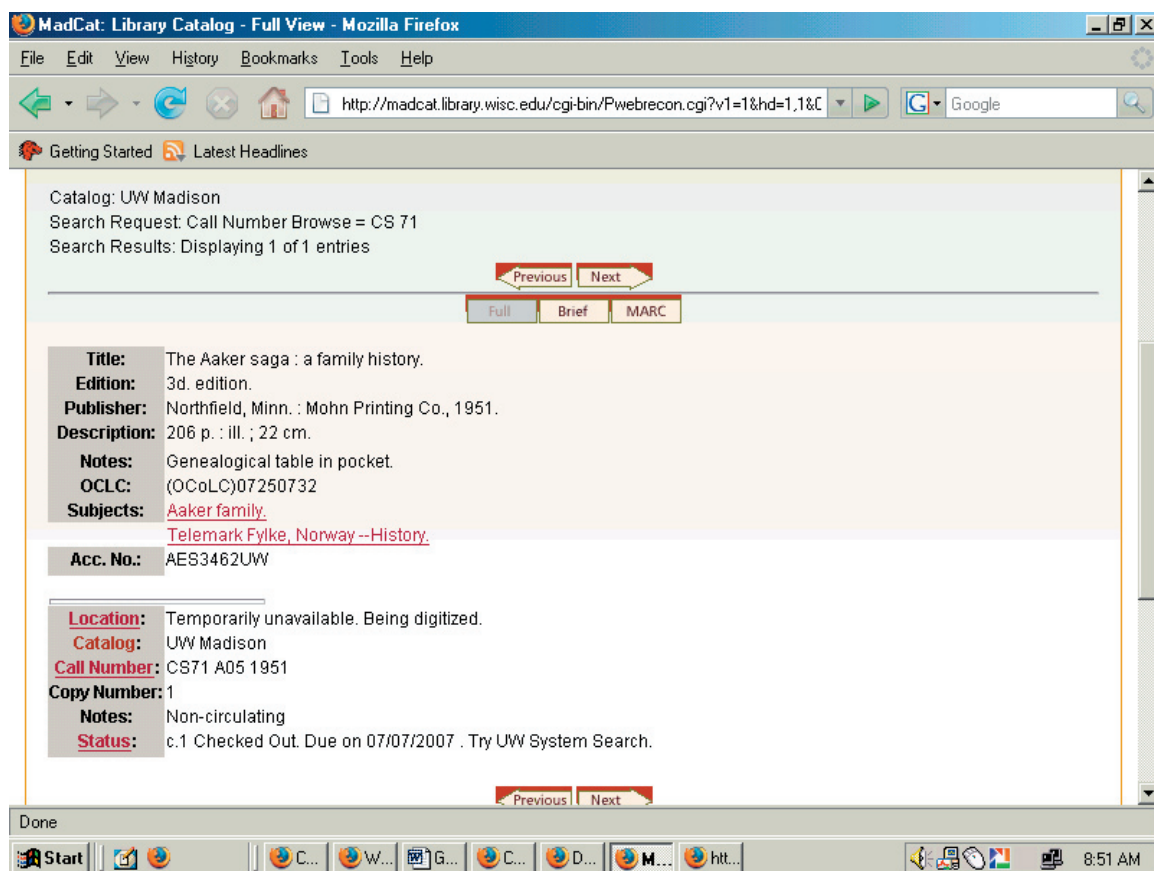 MadCat: Library Catalog - Full View - Mozilla Firefox
File Edit View History Bookmarks Tools Help
http://madcat.library.wisc.edu/cgi-bin/Pwebrecon.cgi?v1=1&hd=1,1&C
G Google
Getting Started Latest Headlines
Catalog: UW Madison
Search Request: Call Number Browse = CS 71
Search Results: Displaying 1 of 1 entries
Previous Next
Full Brief MARC
Title: The Aaker saga : a family history.
Edition: 3d. edition.
Publisher: Northfield, Minn. : Mohn Printing Co., 1951.
Description: 206 p. : ill. ; 22 cm.
Notes: Genealogical table in pocket.
OCLC: (OCoLC)07250732
Subjects: Aaker family.
Telemark Fylke, Norway --History.
Acc. No.: AES3462UW
Location: Temporarily unavailable. Being digitized.
Catalog: UW Madison
Call Number: CS71 A05 1951
Copy Number: 1
Notes: Non-circulating
Status: c.1 Checked Out. Due on 07/07/2007 . Try UW System Search.
Previous Next
Done
Start C... W... G... C... D... M... htt... 8:51 AM